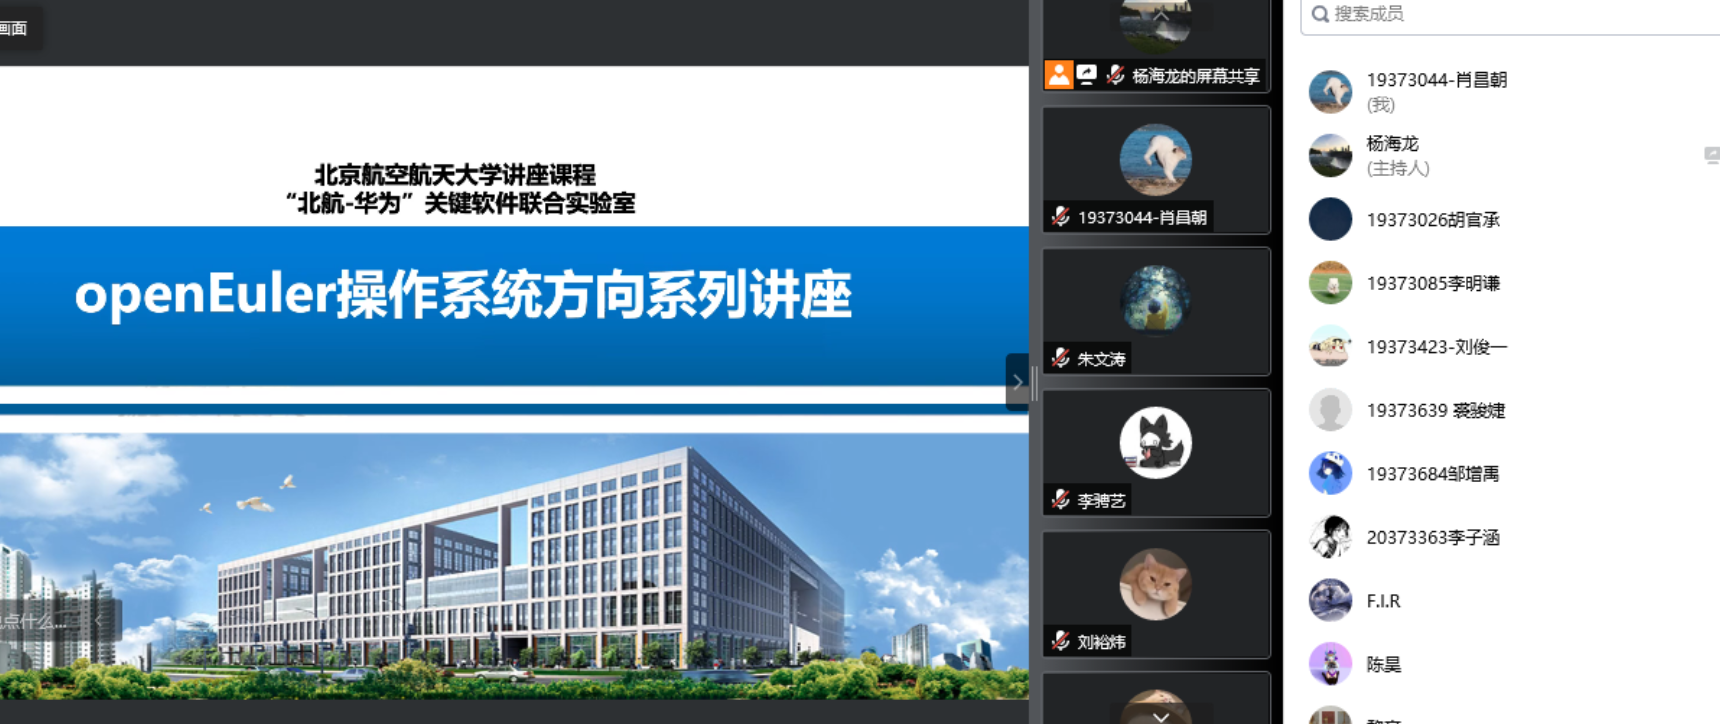 画面
北京航空航天大学讲座课程
“北航-华为”关键软件联合实验室
openEuler操作系统方向系列讲座
点什么...
杨海龙的屏幕共享
19373044-肖昌朝
朱文涛
李骋艺
刘裕炜
搜索成员
19373044-肖昌朝
(我)
杨海龙
(主持人)
19373026胡官承
19373085李明谦
19373423-刘俊一
19373639 裘骏婕
19373684邹增禹
20373363李子涵
F.I.R
陈昊